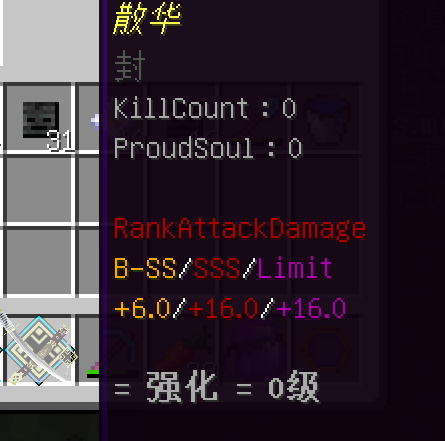 散华
封
KillCount : 0
ProudSoul : 0
RankAttackDamage
B-SS/SSS/Limit
+6.0/+16.0/+16.0
= 强化 = 0级
31